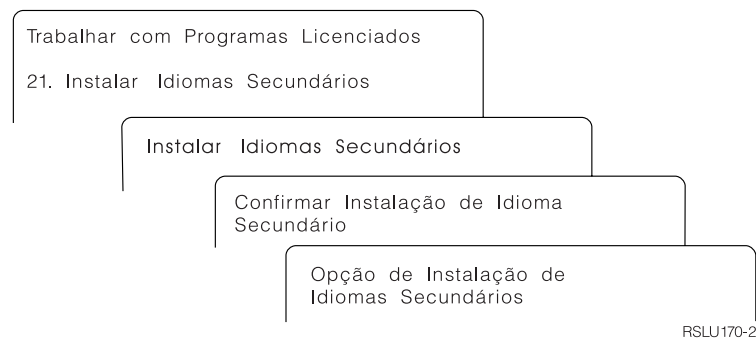 Trabalhar com Programas Licenciados
21. Instalar Idiomas Secundários
Instalar Idiomas Secundários
Confirmar Instalação de Idioma
Secundário
Opção de Instalação de
Idiomas Secundários
RSLU170-2